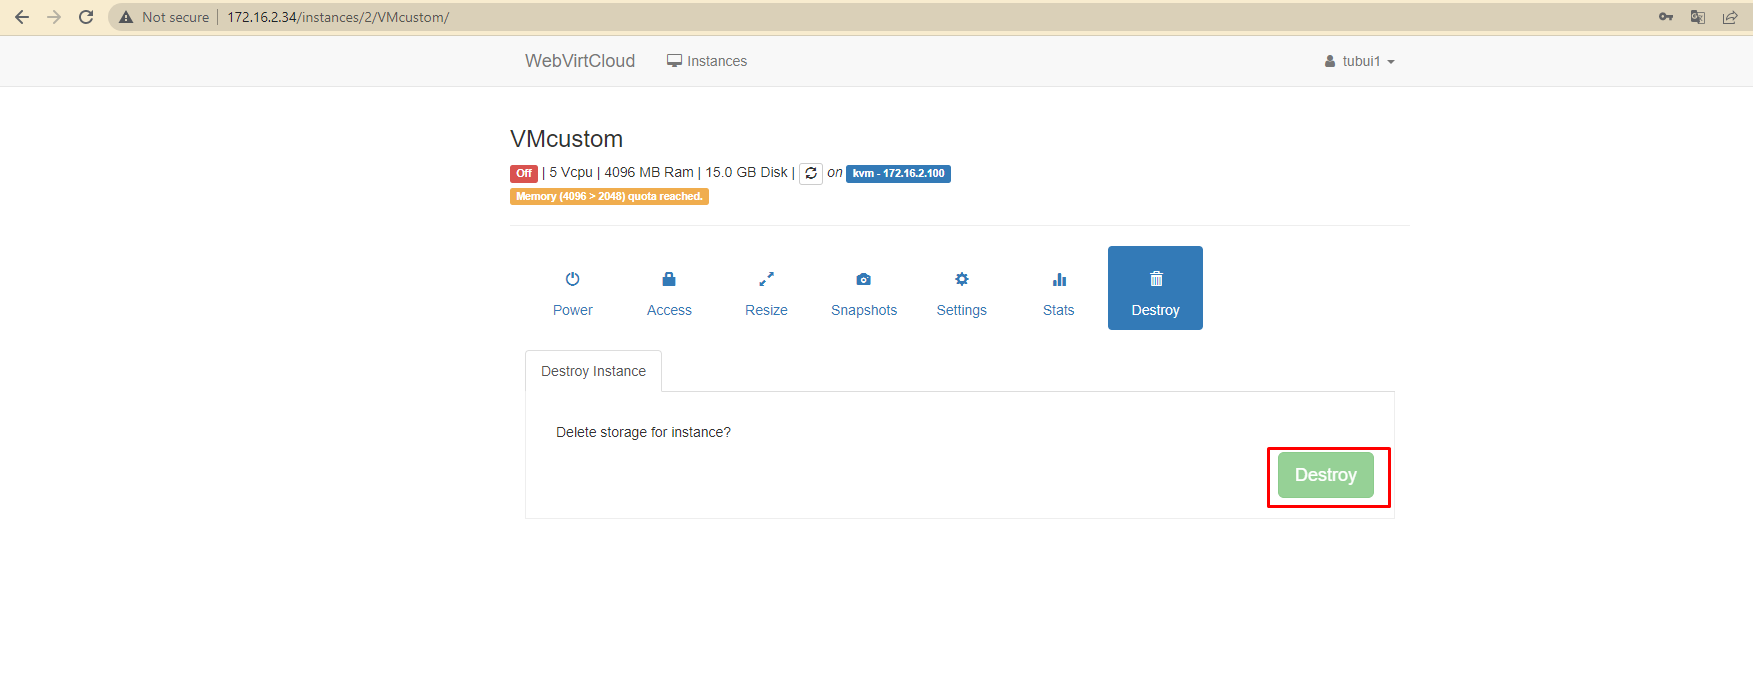 Not secure | 172.16.2.34/instances/2/VMcustom/
WebVirtCloud Instances tubui1
VMcustom
Off | 5 Vcpu | 4096 MB Ram | 15.0 GB Disk | on kvm - 172.16.2.100
Memory (4096 > 2048) quota reached.
Power Access Resize Snapshots Settings Stats Destroy
Destroy Instance
Delete storage for instance?
Destroy